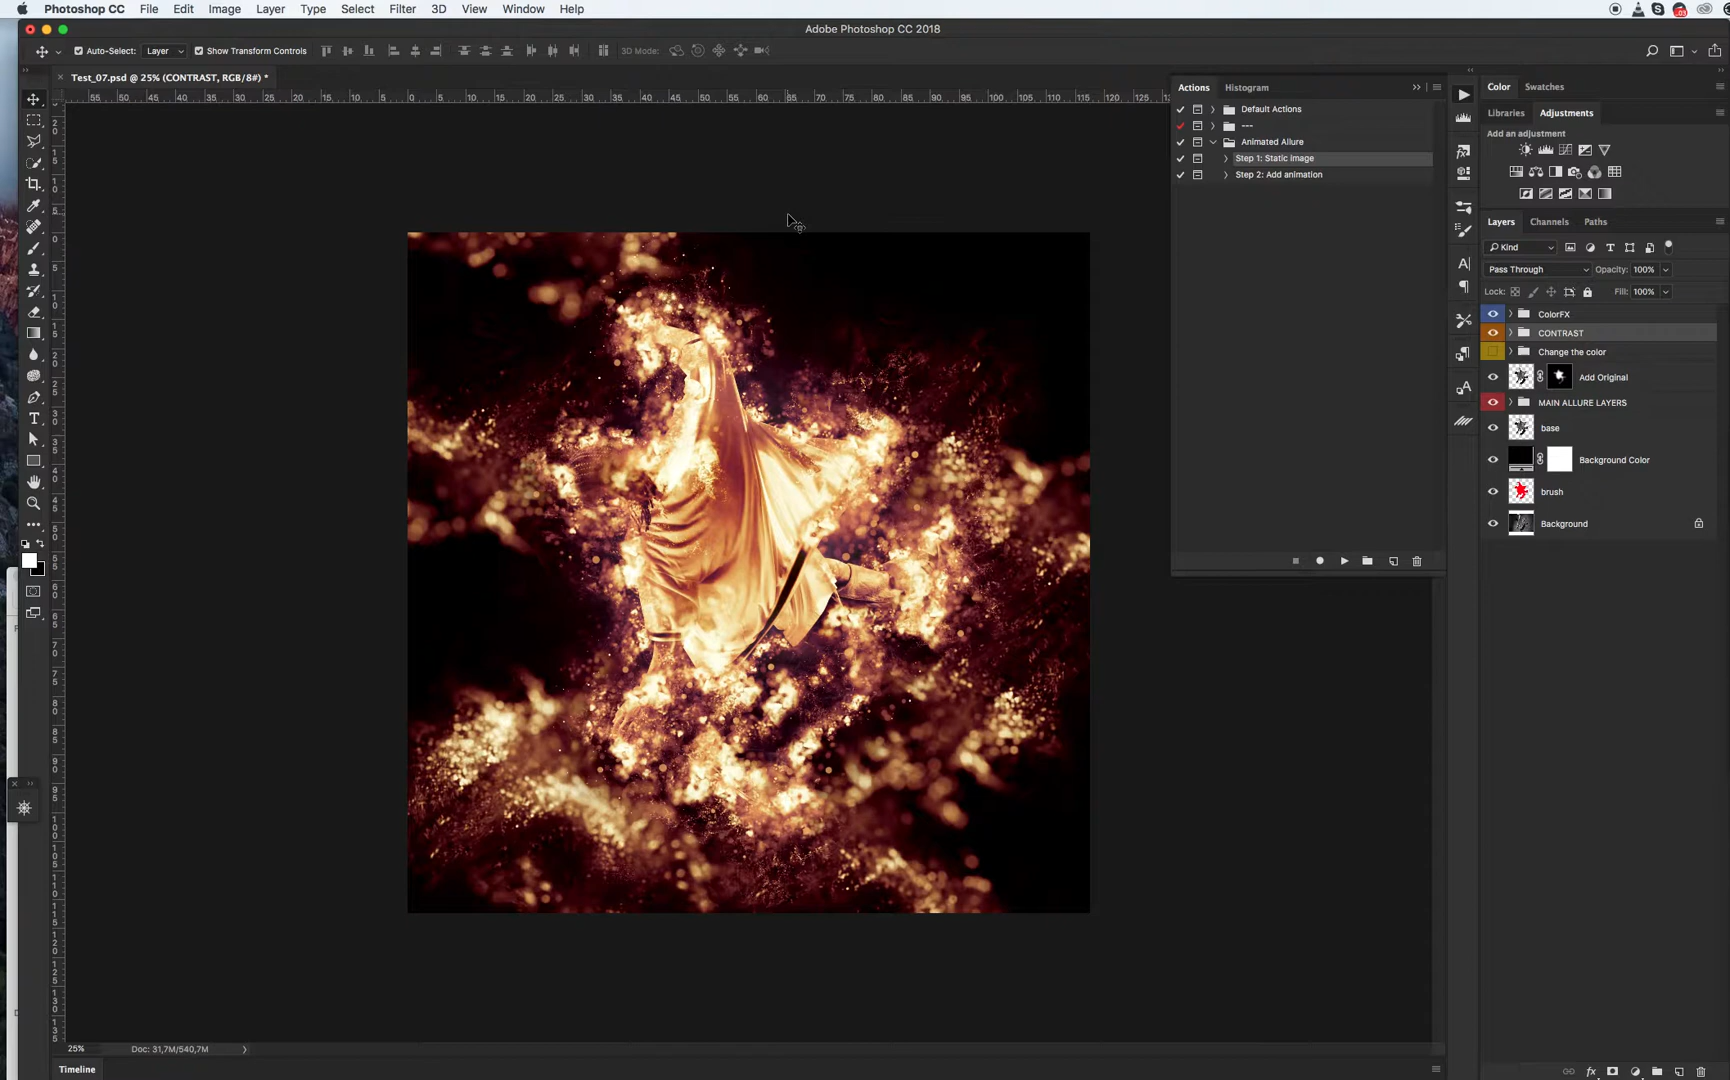 Photoshop CC File Edit Image Layer Type Select Filter 3D View Window Help
Adobe Photoshop CC 2018
Auto-Select: Layer Show Transform Controls 3D Mode:
Test_07.psd @ 25% (CONTRAST, RGB/8#) *
Actions Histogram
Default Actions
---
Animated Allure
Step 1: Static image
Step 2: Add animation
Color Swatches
Libraries Adjustments
Add an adjustment
Layers Channels Paths
Kind
Pass Through Opacity: 100%
Lock: Fill: 100%
ColorFX
CONTRAST
Change the color
Add Original
MAIN ALLURE LAYERS
base
Background Color
brush
Background
25% Doc: 31,7M/540,7M
Timeline